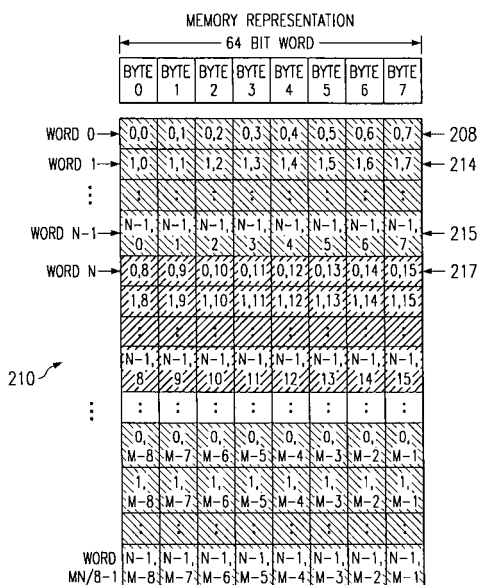 MEMORY REPRESENTATION
64 BIT WORD
BYTE 0 BYTE 1 BYTE 2 BYTE 3 BYTE 4 BYTE 5 BYTE 6 BYTE 7
WORD 0 0,0 0,1 0,2 0,3 0,4 0,5 0,6 0,7 208
WORD 1 1,0 1,1 1,2 1,3 1,4 1,5 1,6 1,7 214
⋮ : : : : : : : :
WORD N-1 N-1, 0 N-1, 1 N-1, 2 N-1, 3 N-1, 4 N-1, 5 N-1, 6 N-1, 7 215
WORD N 0,8 0,9 0,10 0,11 0,12 0,13 0,14 0,15 217
1,8 1,9 1,10 1,11 1,12 1,13 1,14 1,15
: : : : : : : :
210 N-1, 8 N-1, 9 N-1, 10 N-1, 11 N-1, 12 N-1, 13 N-1, 14 N-1, 15
⋮ : : : : : : : :
0, M-8 0, M-7 0, M-6 0, M-5 0, M-4 0, M-3 0, M-2 0, M-1
1, M-8 1, M-7 1, M-6 1, M-5 1, M-4 1, M-3 1, M-2 1, M-1
: : : : : : : :
WORD MN/8-1 N-1, M-8 N-1, M-7 N-1, M-6 N-1, M-5 N-1, M-4 N-1, M-3 N-1, M-2 N-1, M-1